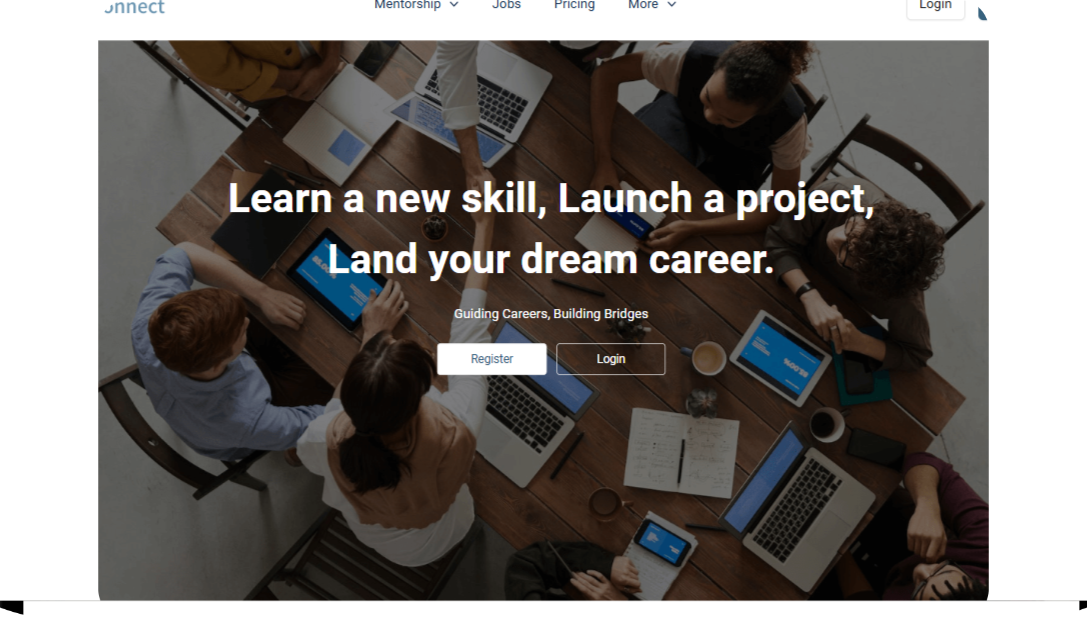 onnect
Mentorship Jobs Pricing More Login
Learn a new skill, Launch a project,
Land your dream career.
Guiding Careers, Building Bridges
Register Login